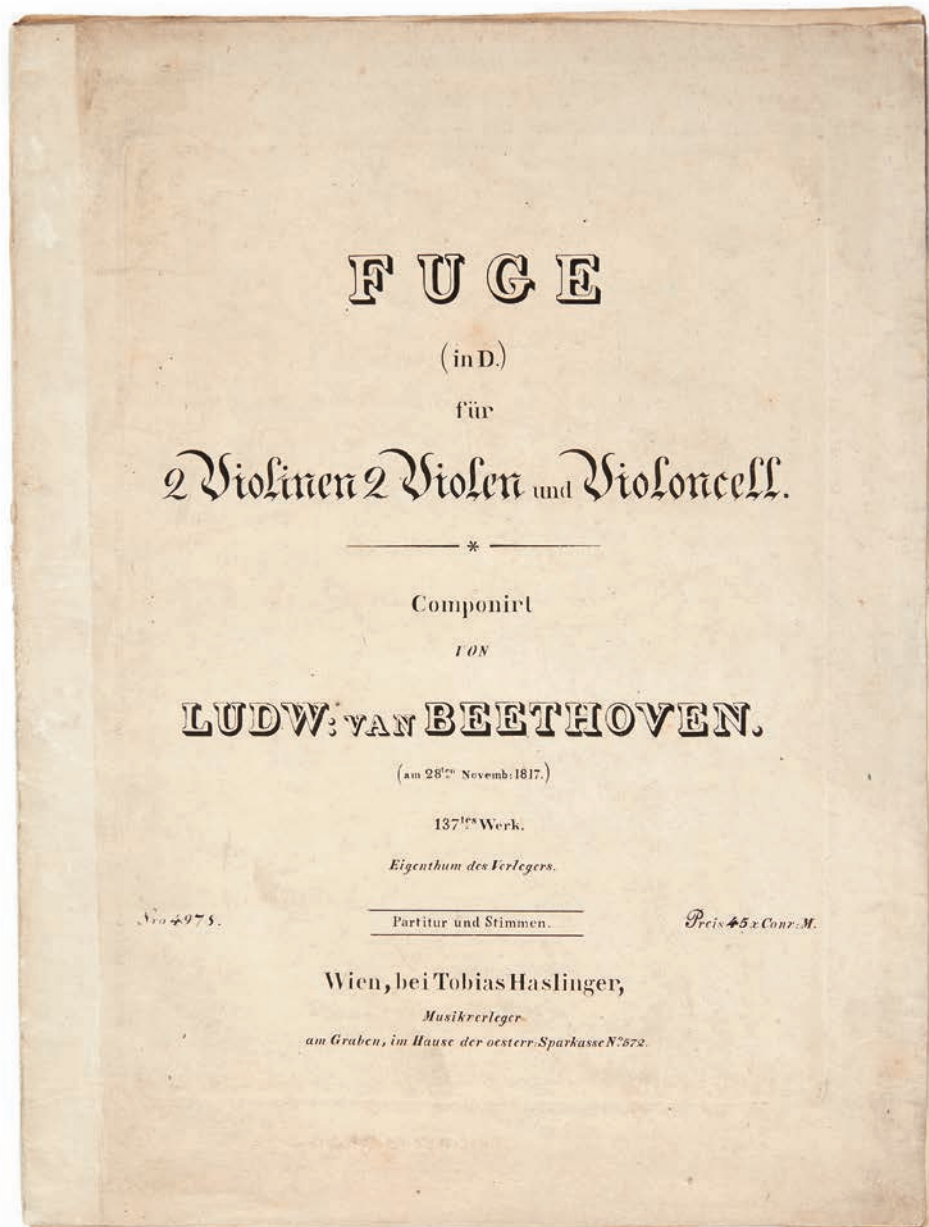 FUGE
(in D.)
für
2 Violinen 2 Violen und Violoncell.
*
Componirt
VON
LUDW: VAN BEETHOVEN.
(am 28ten Novemb: 1817.)
137tes Werk.
Eigenthum des Verlegers.
Nro 4978. Partitur und Stimmen. Preis 45 x Conv: M.
Wien, bei Tobias Haslinger,
Musikverleger
am Graben, im Hause der oesterr: Sparkasse No. 572.